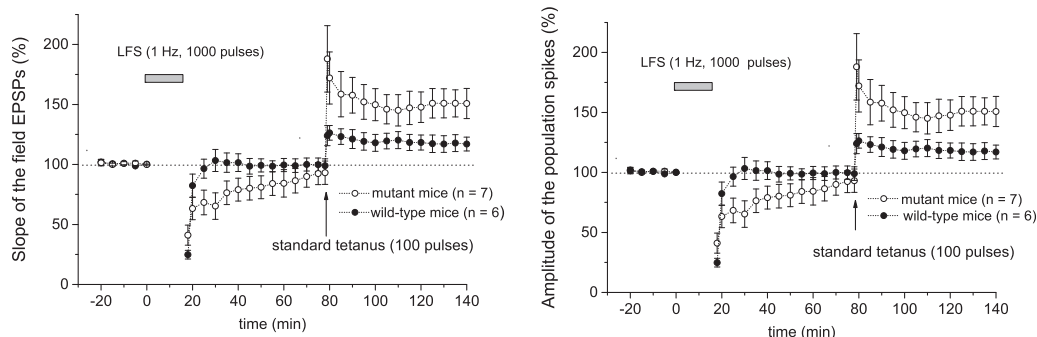 Slope of the field EPSPs (%)
200
150
100
50
0
LFS (1 Hz, 1000 pulses)
mutant mice (n = 7)
wild-type mice (n = 6)
standard tetanus (100 pulses)
-20 0 20 40 60 80 100 120 140
time (min)
Amplitude of the population spikes (%)
200
150
100
50
0
LFS (1 Hz, 1000 pulses)
mutant mice (n = 7)
wild-type mice (n = 6)
standard tetanus (100 pulses)
-20 0 20 40 60 80 100 120 140
time (min)